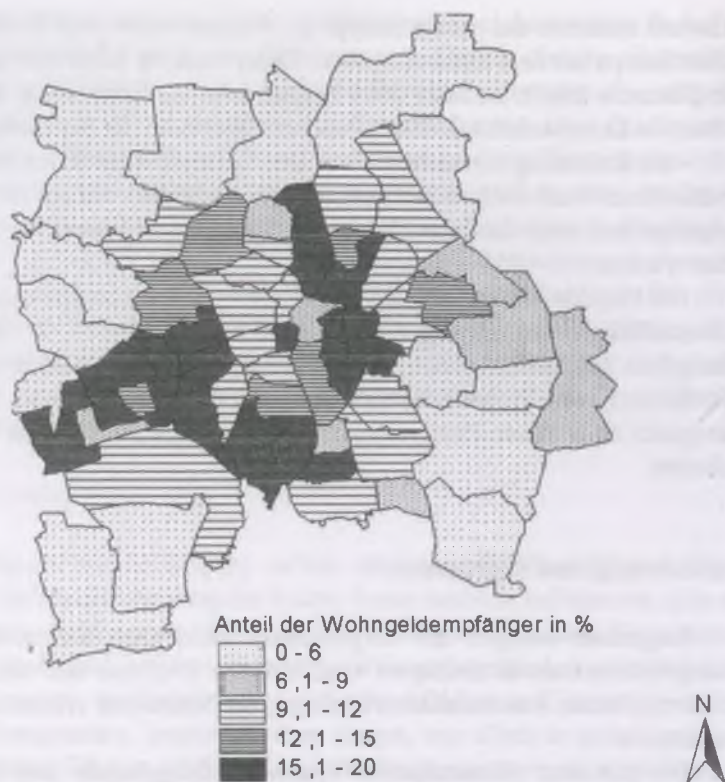 Anteil der Wohngeldempfänger in %
0 - 6
6 ,1 - 9
9 ,1 - 12
12 ,1 - 15
15 ,1 - 20
N